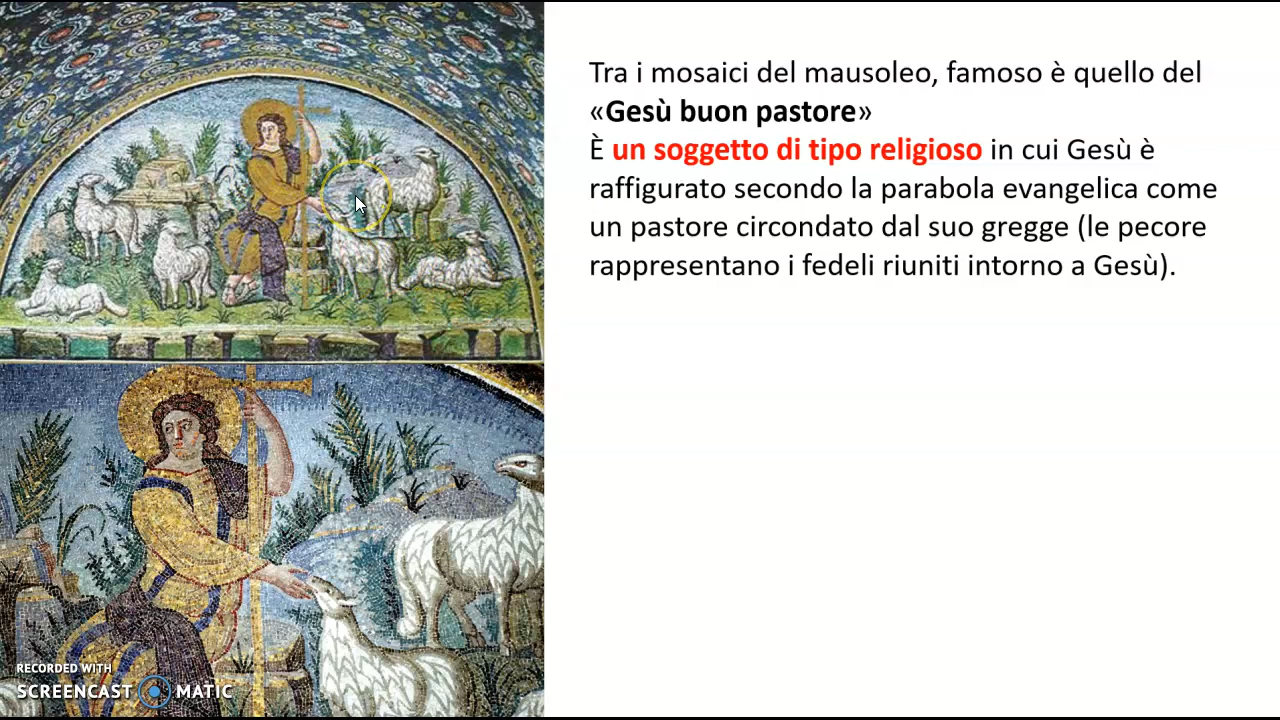 Tra i mosaici del mausoleo, famoso è quello del
«Gesù buon pastore»
È un soggetto di tipo religioso in cui Gesù è
raffigurato secondo la parabola evangelica come
un pastore circondato dal suo gregge (le pecore
rappresentano i fedeli riuniti intorno a Gesù).
RECORDED WITH
SCREENCAST MATIC